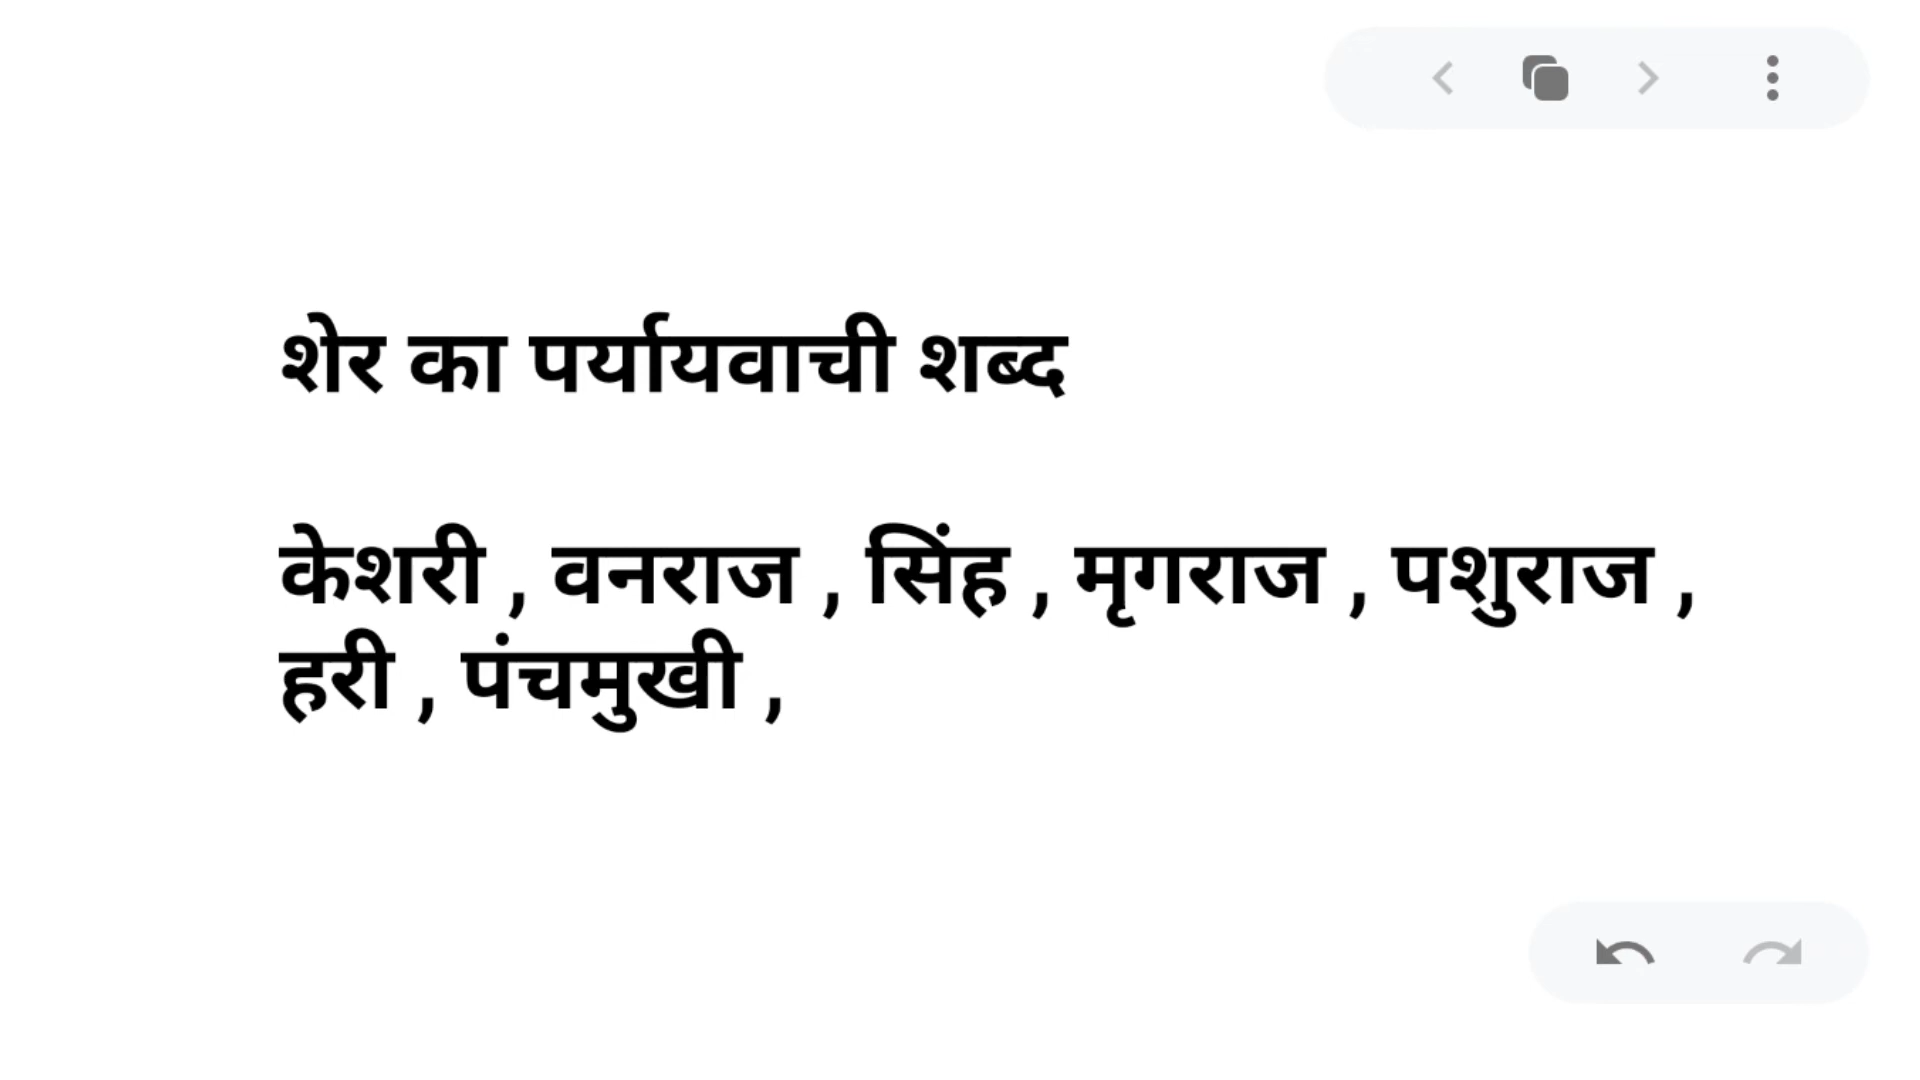 शेर का पर्यायवाची शब्द
केशरी , वनराज , सिंह , मृगराज , पशुराज ,
हरी , पंचमुखी ,